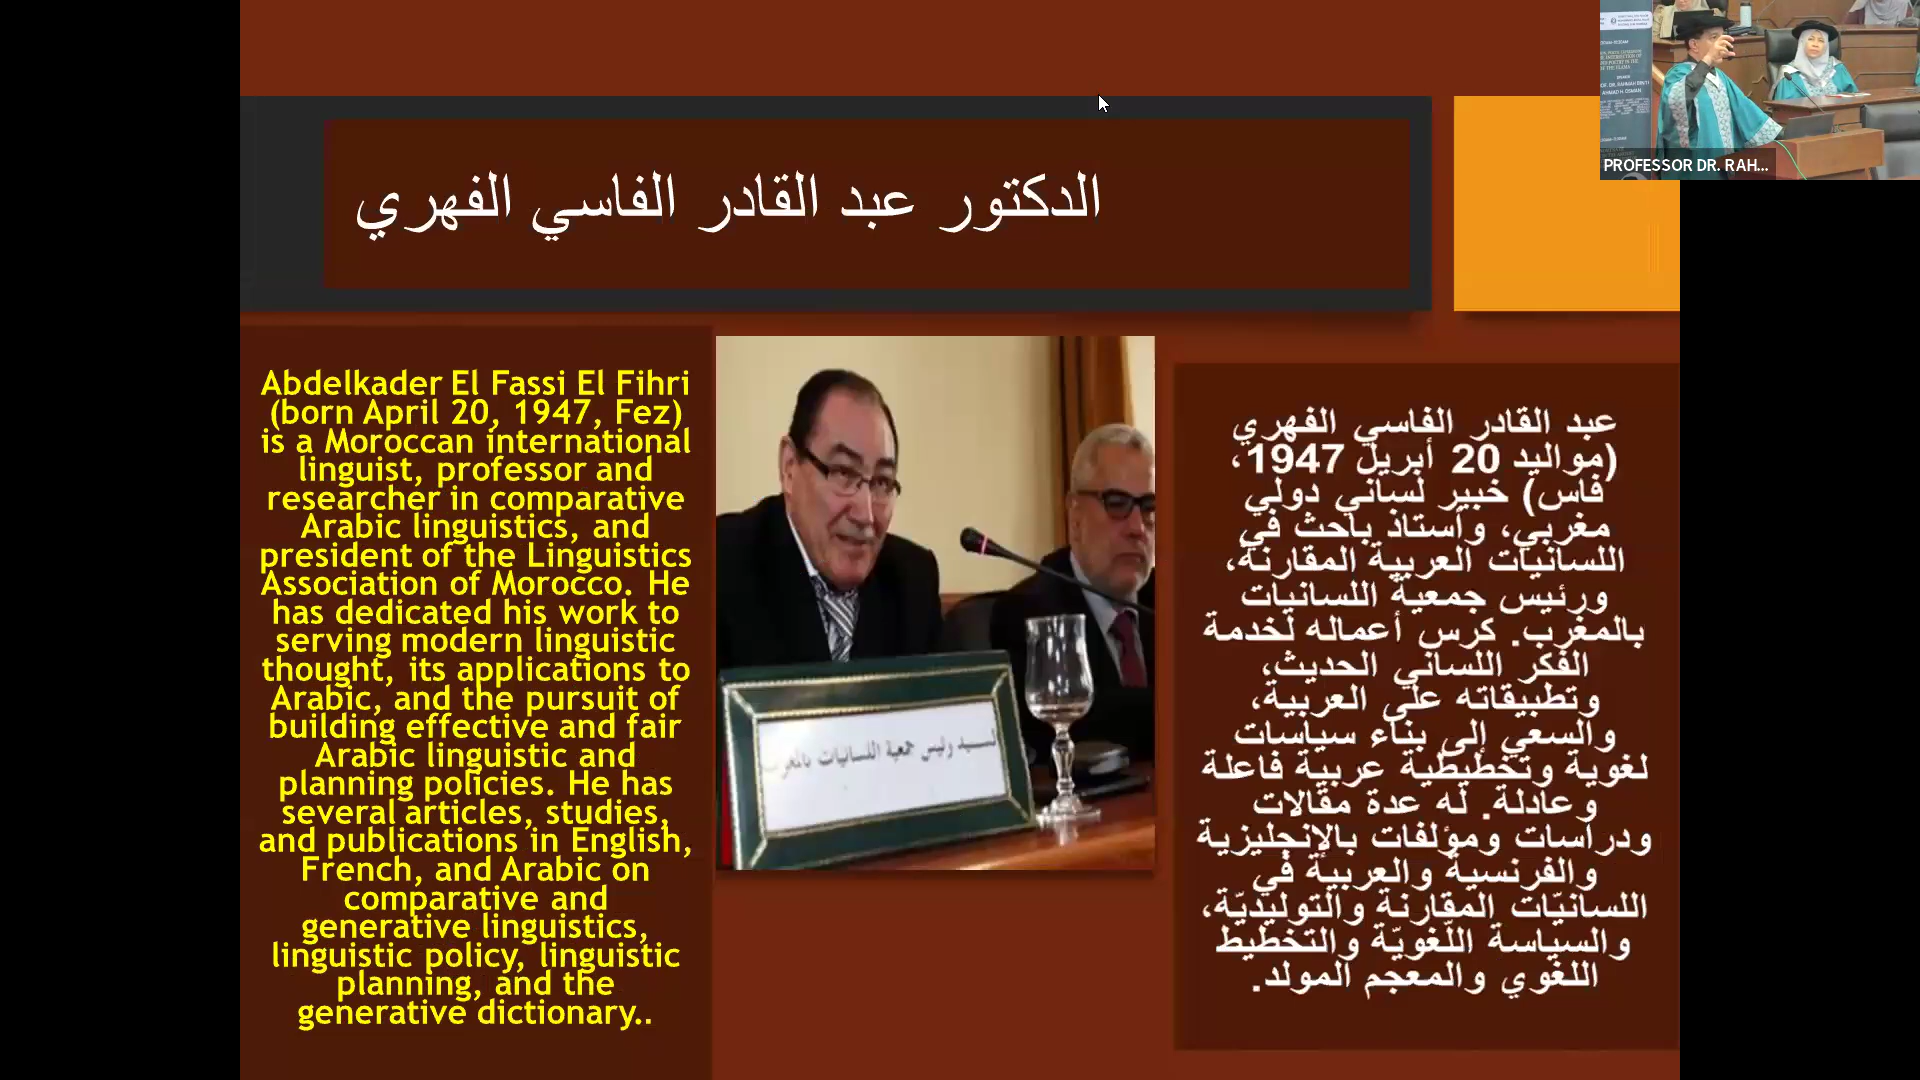 الدكتور عبد القادر الفاسي الفهري
Abdelkader El Fassi El Fihri
(born April 20, 1947, Fez)
is a Moroccan international
linguist, professor and
researcher in comparative
Arabic linguistics, and
president of the Linguistics
Association of Morocco. He
has dedicated his work to
serving modern linguistic
thought, its applications to
Arabic, and the pursuit of
building effective and fair
Arabic linguistic and
planning policies. He has
several articles, studies,
and publications in English,
French, and Arabic on
comparative and
generative linguistics,
linguistic policy, linguistic
planning, and the
generative dictionary..
رئيس جمعية اللسانيات بالمغرب
عبد القادر الفاسي الفهري
(مواليد 20 أبريل 1947،
فاس) خبير لساني دولي
مغربي، وأستاذ باحث في
اللسانيات العربية المقارنة،
ورئيس جمعية اللسانيات
بالمغرب. كرس أعماله لخدمة
الفكر اللساني الحديث،
وتطبيقاته على العربية،
والسعي إلى بناء سياسات
لغوية وتخطيطية عربية فاعلة
وعادلة. له عدة مقالات
ودراسات ومؤلفات بالإنجليزية
والفرنسية والعربية في
اللسانيّات المقارنة والتوليديّة،
والسياسة اللّغويّة والتخطيط
اللغوي والمعجم المولد.
PROFESSOR DR. RAH...